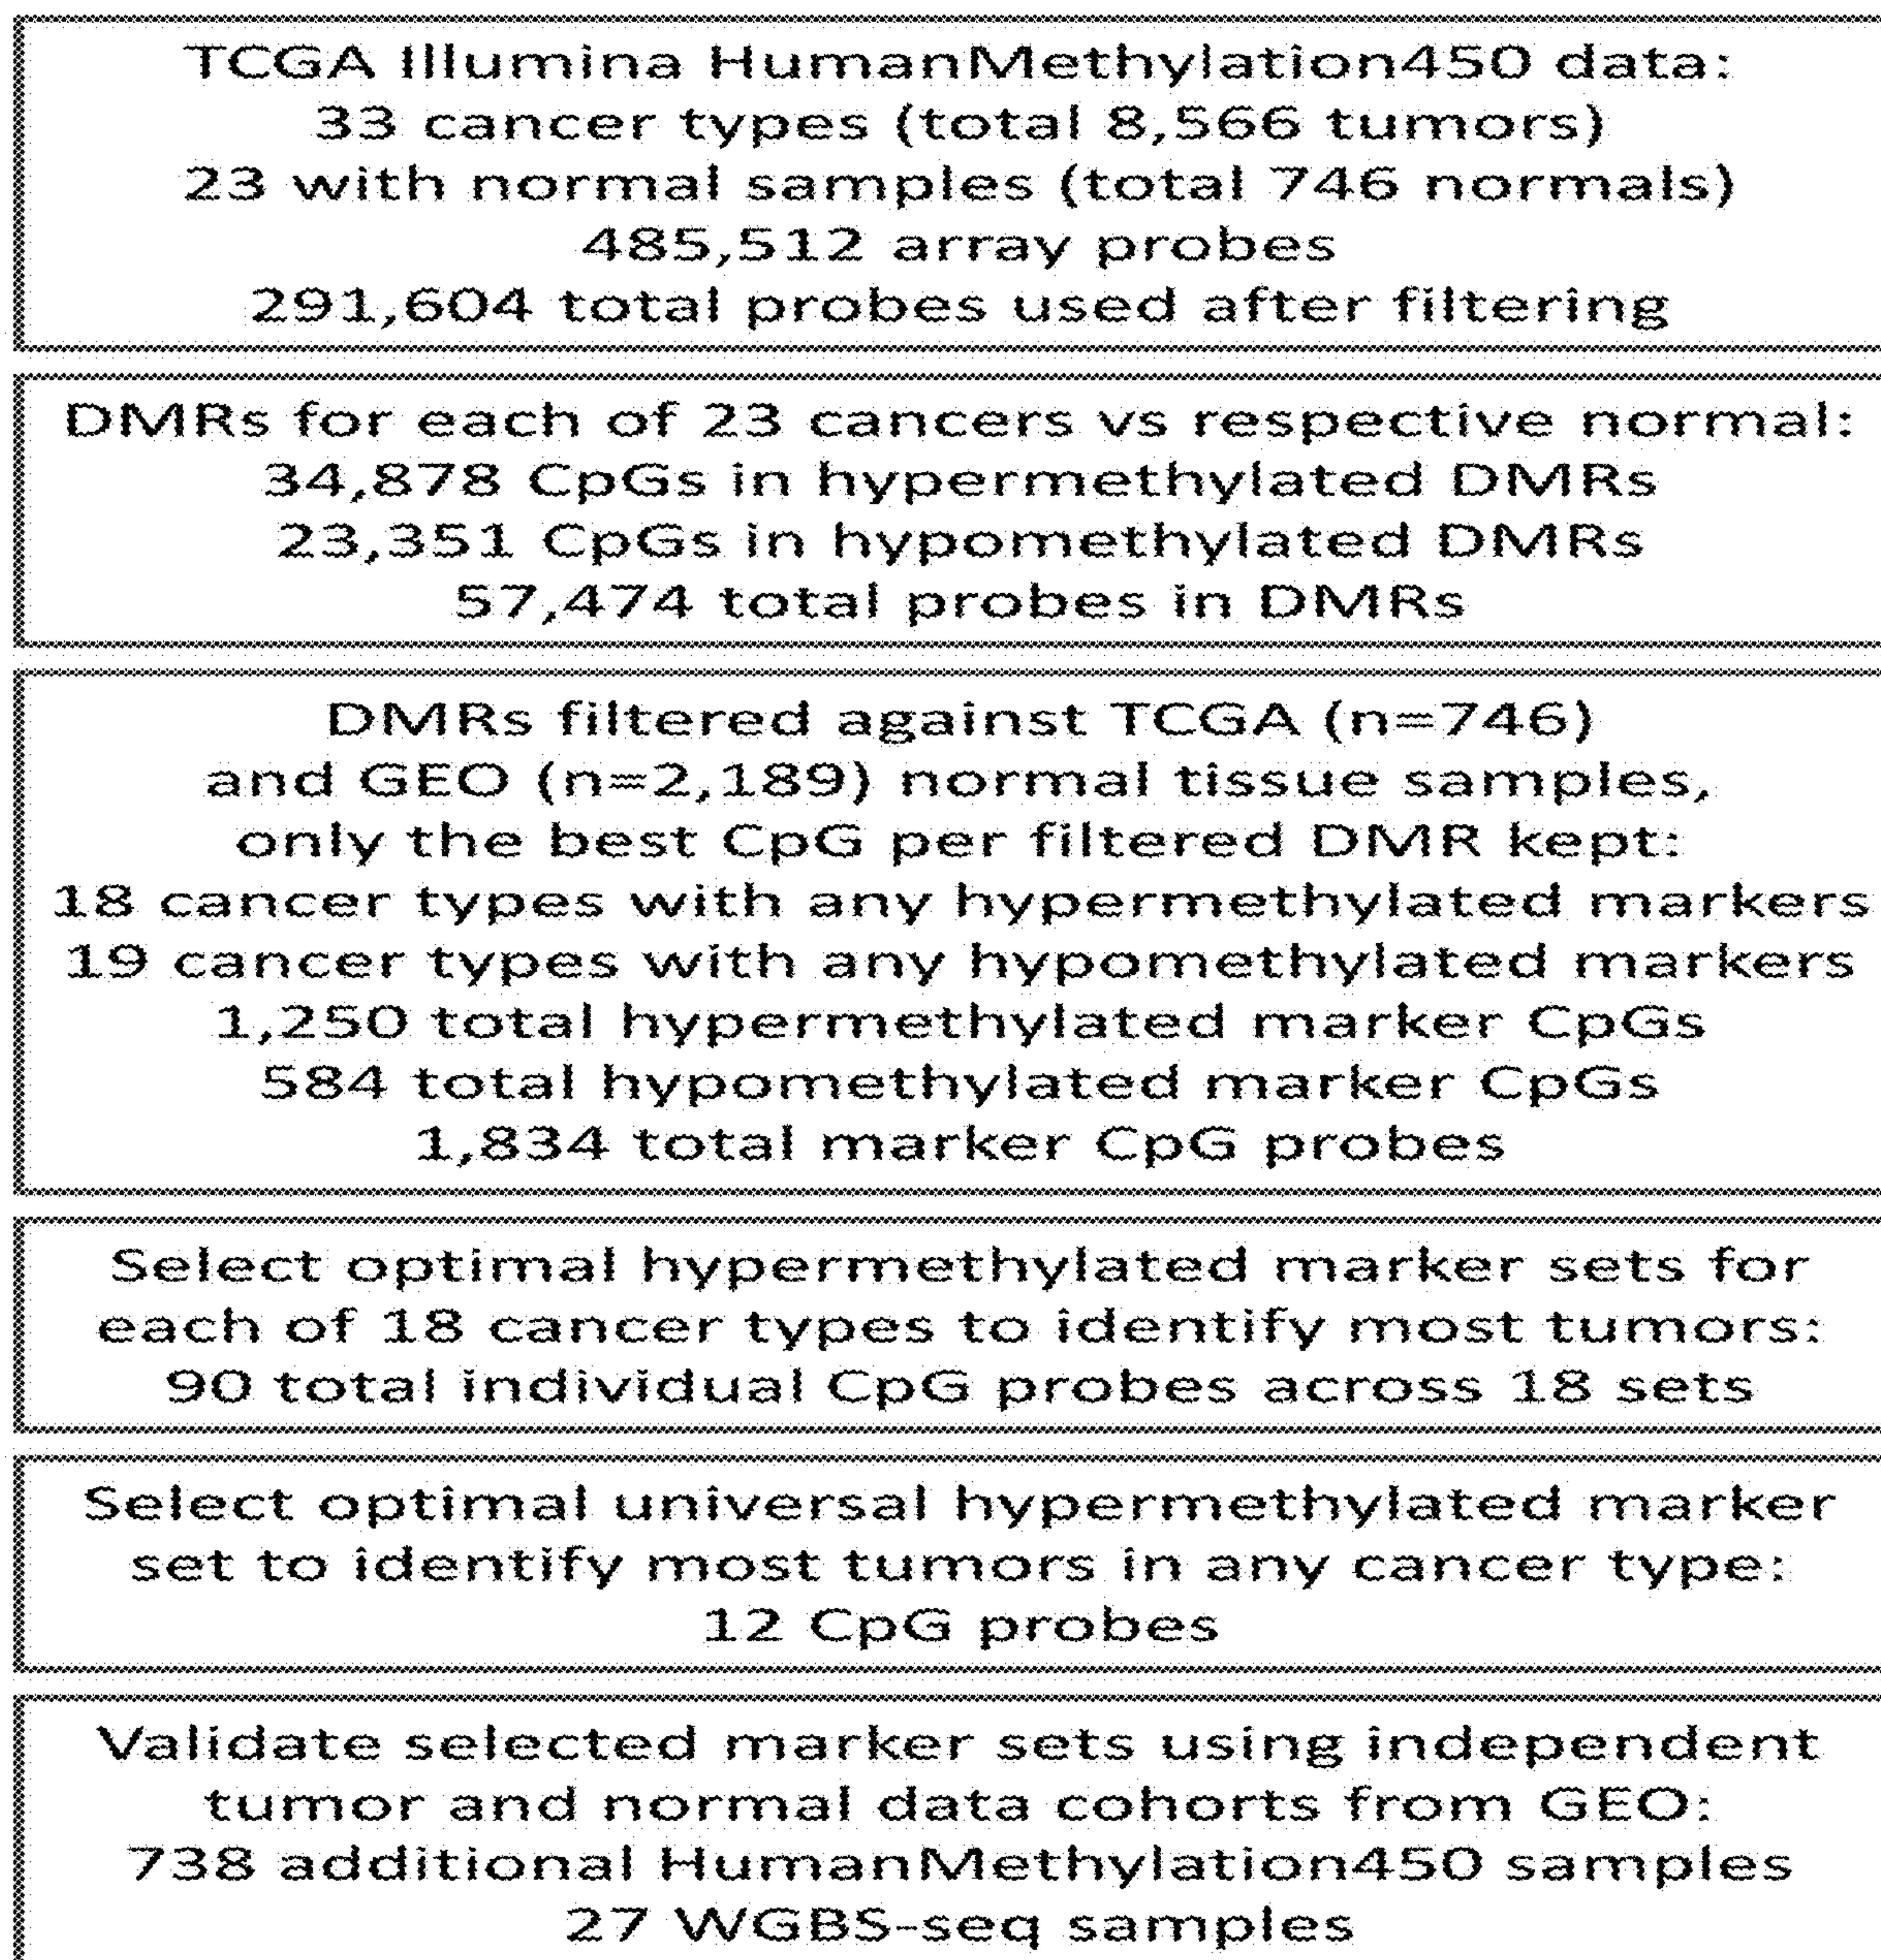 TCGA Illumina HumanMethylation450 data:
33 cancer types (total 8,566 tumors)
23 with normal samples (total 746 normals)
485,512 array probes
291,604 total probes used after filtering
DMRs for each of 23 cancers vs respective normal:
34,878 CpGs in hypermethylated DMRs
23,351 CpGs in hypomethylated DMRs
57,474 total probes in DMRs
DMRs filtered against TCGA (n=746)
and GEO (n=2,189) normal tissue samples,
only the best CpG per filtered DMR kept:
18 cancer types with any hypermethylated markers
19 cancer types with any hypomethylated markers
1,250 total hypermethylated marker CpGs
584 total hypomethylated marker CpGs
1,834 total marker CpG probes
Select optimal hypermethylated marker sets for
each of 18 cancer types to identify most tumors:
90 total individual CpG probes across 18 sets
Select optimal universal hypermethylated marker
set to identify most tumors in any cancer type:
12 CpG probes
Validate selected marker sets using independent
tumor and normal data cohorts from GEO:
738 additional HumanMethylation450 samples
27 WGBS-seq samples